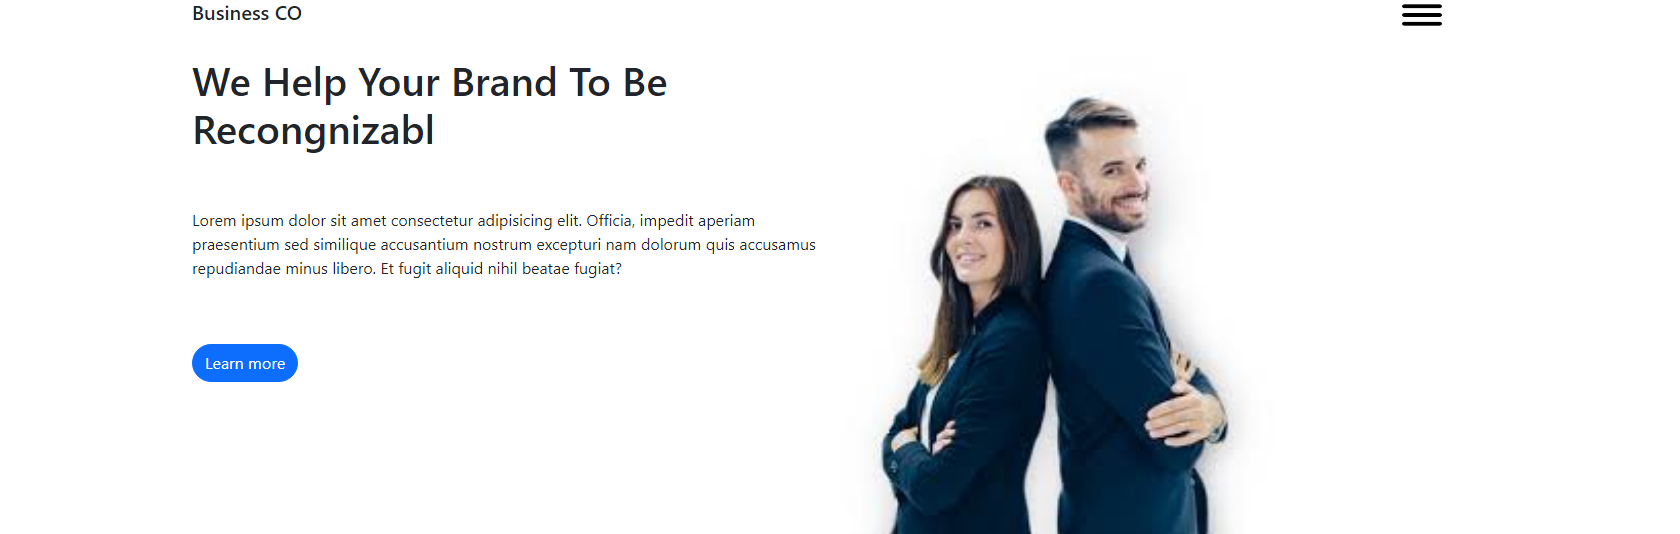 Business CO
We Help Your Brand To Be
Recongnizabl
Lorem ipsum dolor sit amet consectetur adipisicing elit. Officia, impedit aperiam
praesentium sed similique accusantium nostrum excepturi nam dolorum quis accusamus
repudiandae minus libero. Et fugit aliquid nihil beatae fugiat?
Learn more